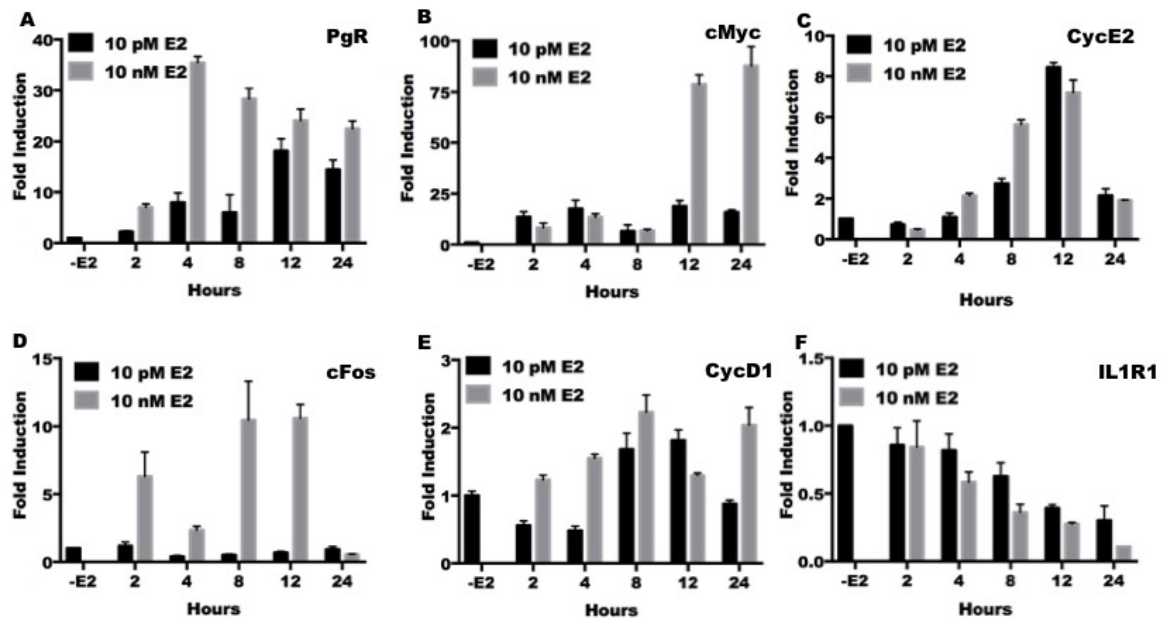 A
PgR
10 pM E2
10 nM E2
Fold Induction
40
30
20
10
0
-E2 2 4 8 12 24
Hours
B
cMyc
10 pM E2
10 nM E2
Fold Induction
100
75
50
25
0
-E2 2 4 8 12 24
Hours
C
CycE2
10 pM E2
10 nM E2
Fold Induction
10
8
6
4
2
0
-E2 2 4 8 12 24
Hours
D
cFos
10 pM E2
10 nM E2
Fold Induction
15
10
5
0
-E2 2 4 8 12 24
Hours
E
CycD1
10 pM E2
10 nM E2
Fold Induction
3
2
1
0
-E2 2 4 8 12 24
Hours
F
IL1R1
10 pM E2
10 nM E2
Fold Induction
1.5
1.0
0.5
0.0
-E2 2 4 8 12 24
Hours